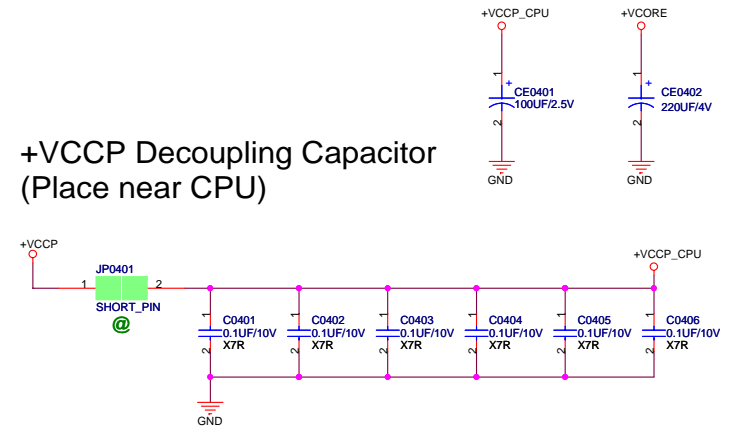 +VCCP_CPU +VCORE
1 1
+ +
CE0401 CE0402
100UF/2.5V 220UF/4V
2 2
GND GND
+VCCP Decoupling Capacitor
(Place near CPU)
+VCCP +VCCP_CPU
JP0401
1 2
SHORT_PIN
@
1 1 1 1 1 1
C0401 C0402 C0403 C0404 C0405 C0406
0.1UF/10V 0.1UF/10V 0.1UF/10V 0.1UF/10V 0.1UF/10V 0.1UF/10V
X7R X7R X7R X7R X7R X7R
2 2 2 2 2 2
GND